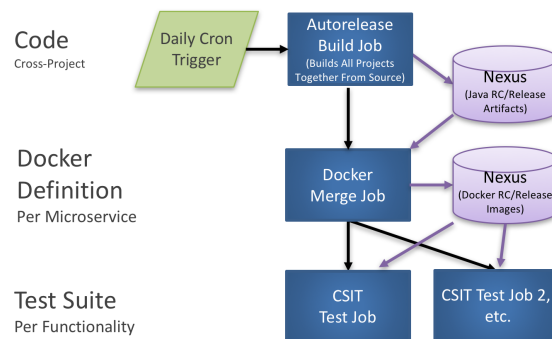 Code
Cross-Project
Daily Cron
Trigger
Autorelease
Build Job
(Builds All Projects
Together From Source)
Nexus
(Java RC/Release
Artifacts)
Docker
Definition
Per Microservice
Docker
Merge Job
Nexus
(Docker RC/Release
Images)
Test Suite
Per Functionality
CSIT
Test Job
CSIT Test Job 2,
etc.